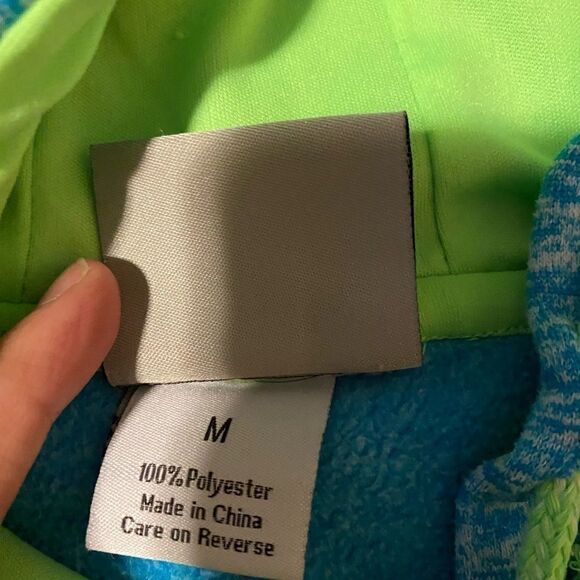 M
100% Polyester
Made in China
Care on Reverse